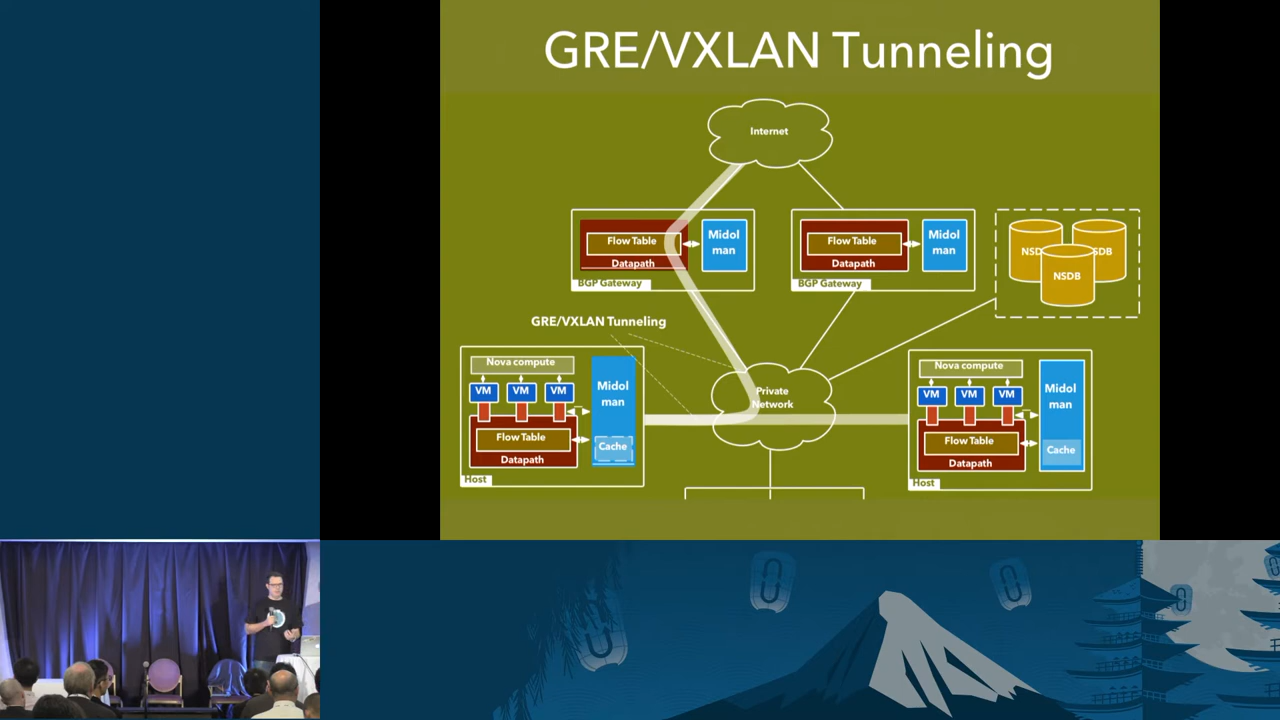 GRE/VXLAN Tunneling
Internet
Flow Table
Datapath
Midol
man
BGP Gateway
Flow Table
Datapath
Midol
man
BGP Gateway
NSDB
GRE/VXLAN Tunneling
Nova compute
VM VM VM
Midol
man
Flow Table
Cache
Datapath
Host
Private
Network
Nova compute
VM VM VM
Midol
man
Flow Table
Cache
Datapath
Host